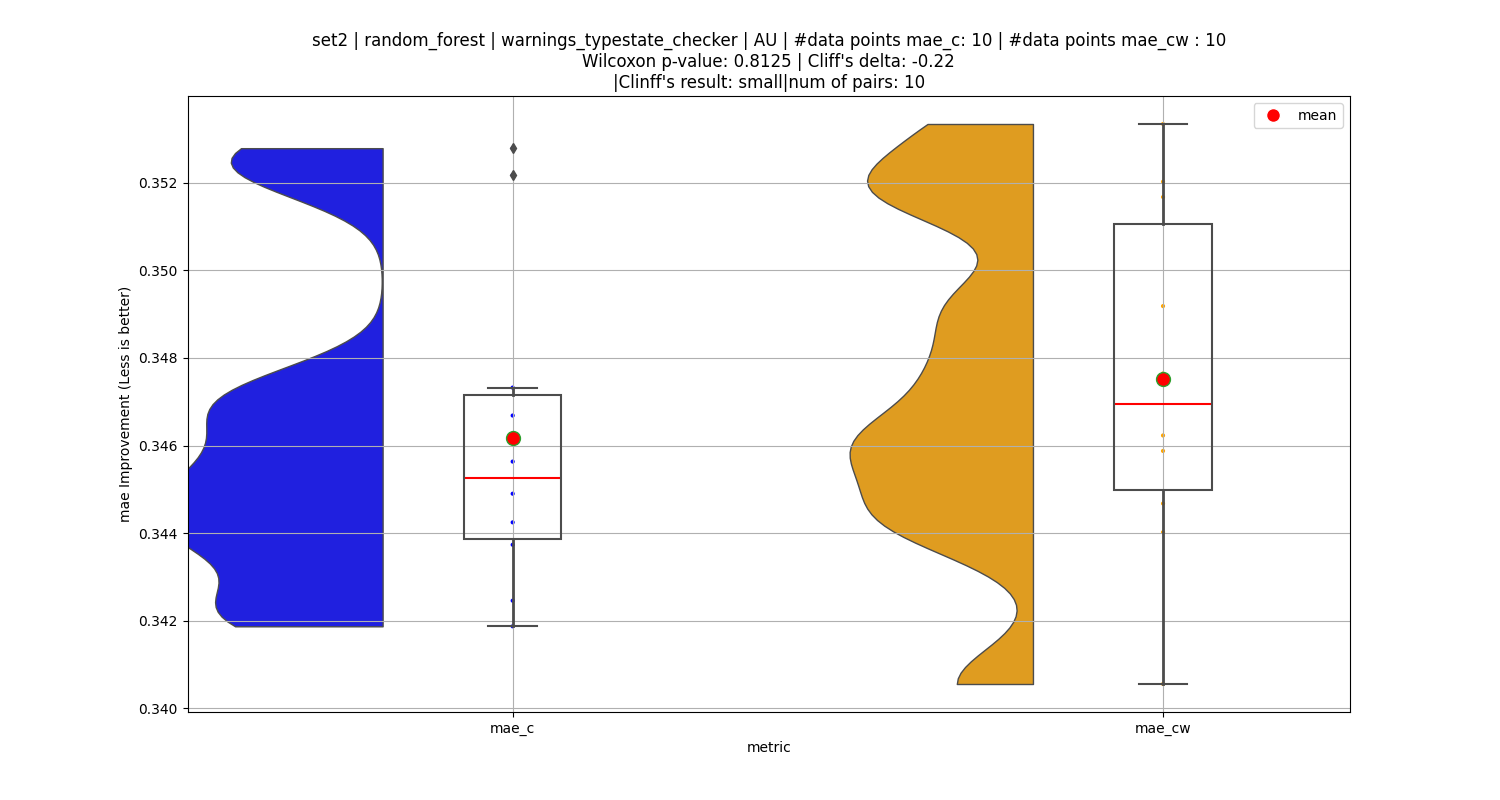 set2 | random_forest | warnings_typestate_checker | AU | #data points mae_c: 10 | #data points mae_cw : 10
Wilcoxon p-value: 0.8125 | Cliff's delta: -0.22
|Clinff's result: small|num of pairs: 10
mean
0.352
0.350
0.348
0.346
0.344
0.342
0.340
mae Improvement (Less is better)
mae_c
mae_cw
metric